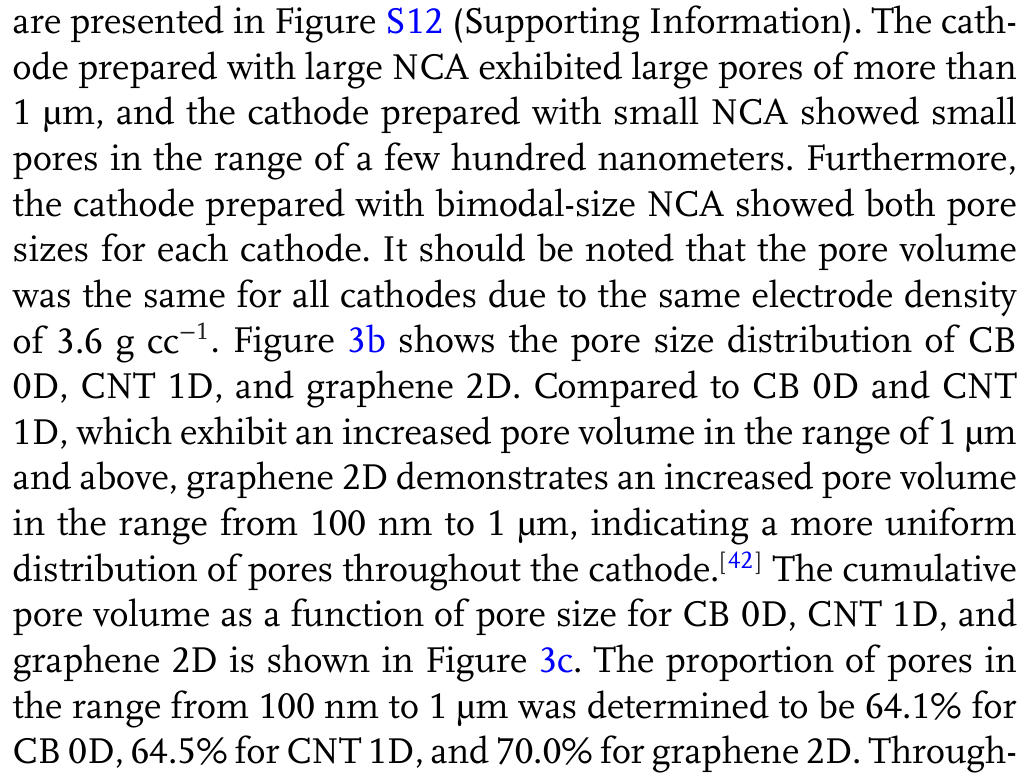 are presented in Figure S12 (Supporting Information). The cath-
ode prepared with large NCA exhibited large pores of more than
1 µm, and the cathode prepared with small NCA showed small
pores in the range of a few hundred nanometers. Furthermore,
the cathode prepared with bimodal-size NCA showed both pore
sizes for each cathode. It should be noted that the pore volume
was the same for all cathodes due to the same electrode density
of 3.6 g cc⁻¹. Figure 3b shows the pore size distribution of CB
0D, CNT 1D, and graphene 2D. Compared to CB 0D and CNT
1D, which exhibit an increased pore volume in the range of 1 µm
and above, graphene 2D demonstrates an increased pore volume
in the range from 100 nm to 1 µm, indicating a more uniform
distribution of pores throughout the cathode.[42] The cumulative
pore volume as a function of pore size for CB 0D, CNT 1D, and
graphene 2D is shown in Figure 3c. The proportion of pores in
the range from 100 nm to 1 µm was determined to be 64.1% for
CB 0D, 64.5% for CNT 1D, and 70.0% for graphene 2D. Through-